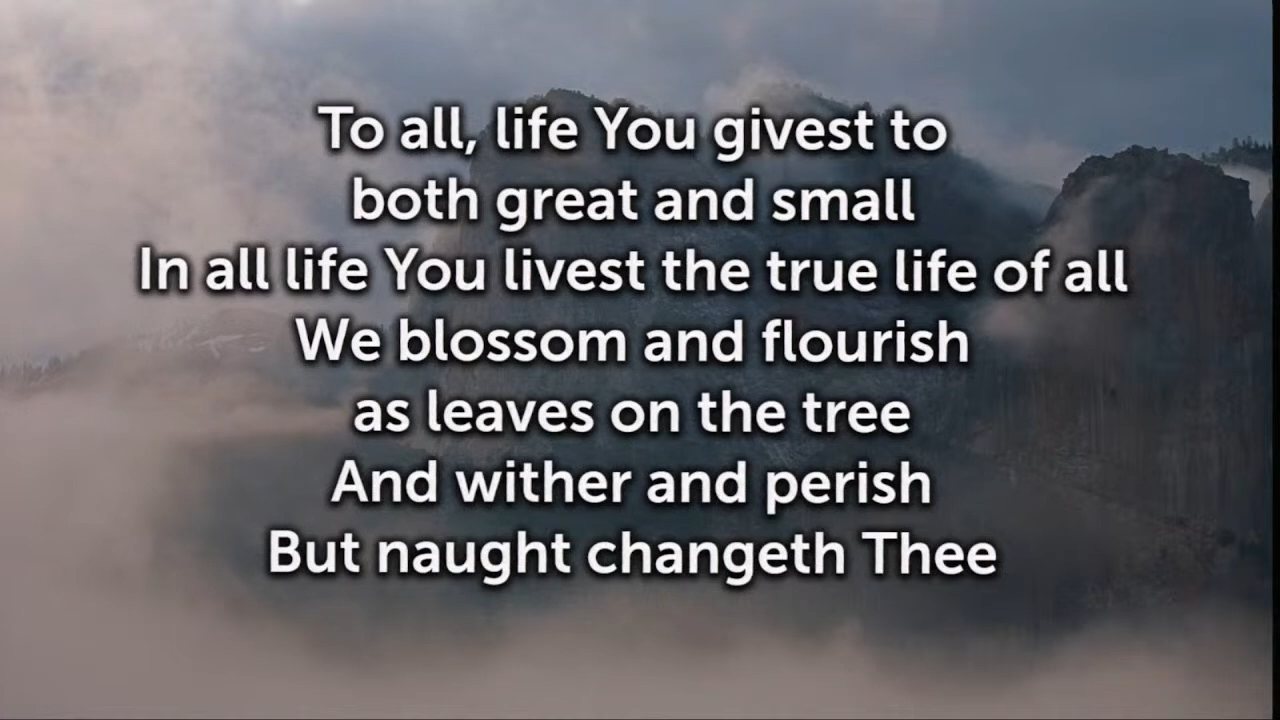 To all, life You givest to
both great and small
In all life You livest the true life of all
We blossom and flourish
as leaves on the tree
And wither and perish
But naught changeth Thee